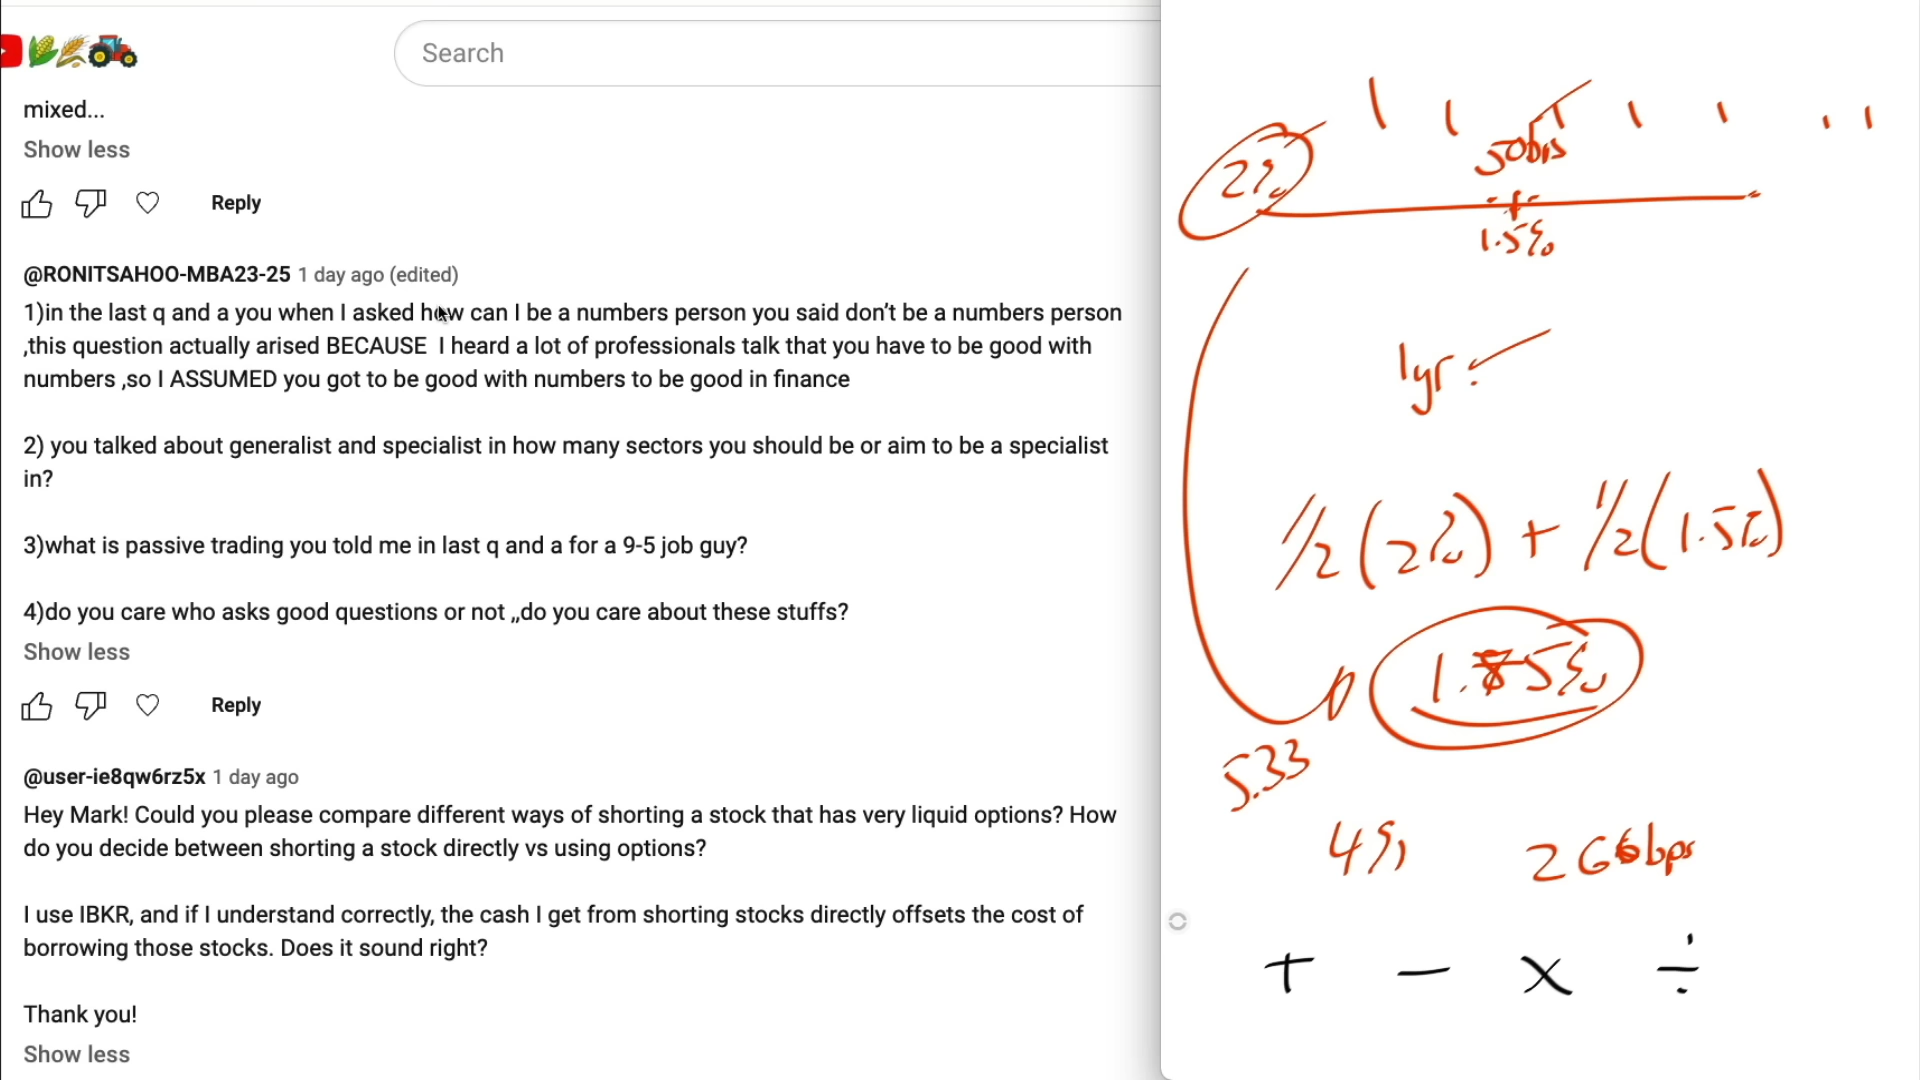 Search
mixed...
Show less
Reply
@RONITSAHOO-MBA23-25 1 day ago (edited)
1)in the last q and a you when I asked how can I be a numbers person you said don’t be a numbers person
,this question actually arised BECAUSE I heard a lot of professionals talk that you have to be good with
numbers ,so I ASSUMED you got to be good with numbers to be good in finance
2) you talked about generalist and specialist in how many sectors you should be or aim to be a specialist
in?
3)what is passive trading you told me in last q and a for a 9-5 job guy?
4)do you care who asks good questions or not ,,do you care about these stuffs?
Show less
Reply
@user-ie8qw6rz5x 1 day ago
Hey Mark! Could you please compare different ways of shorting a stock that has very liquid options? How
do you decide between shorting a stock directly vs using options?
I use IBKR, and if I understand correctly, the cash I get from shorting stocks directly offsets the cost of
borrowing those stocks. Does it sound right?
Thank you!
Show less
2%
50bps
1.5%
1yr
1/2 (2%) + 1/2 (1.5%)
5.33
+ - x ÷